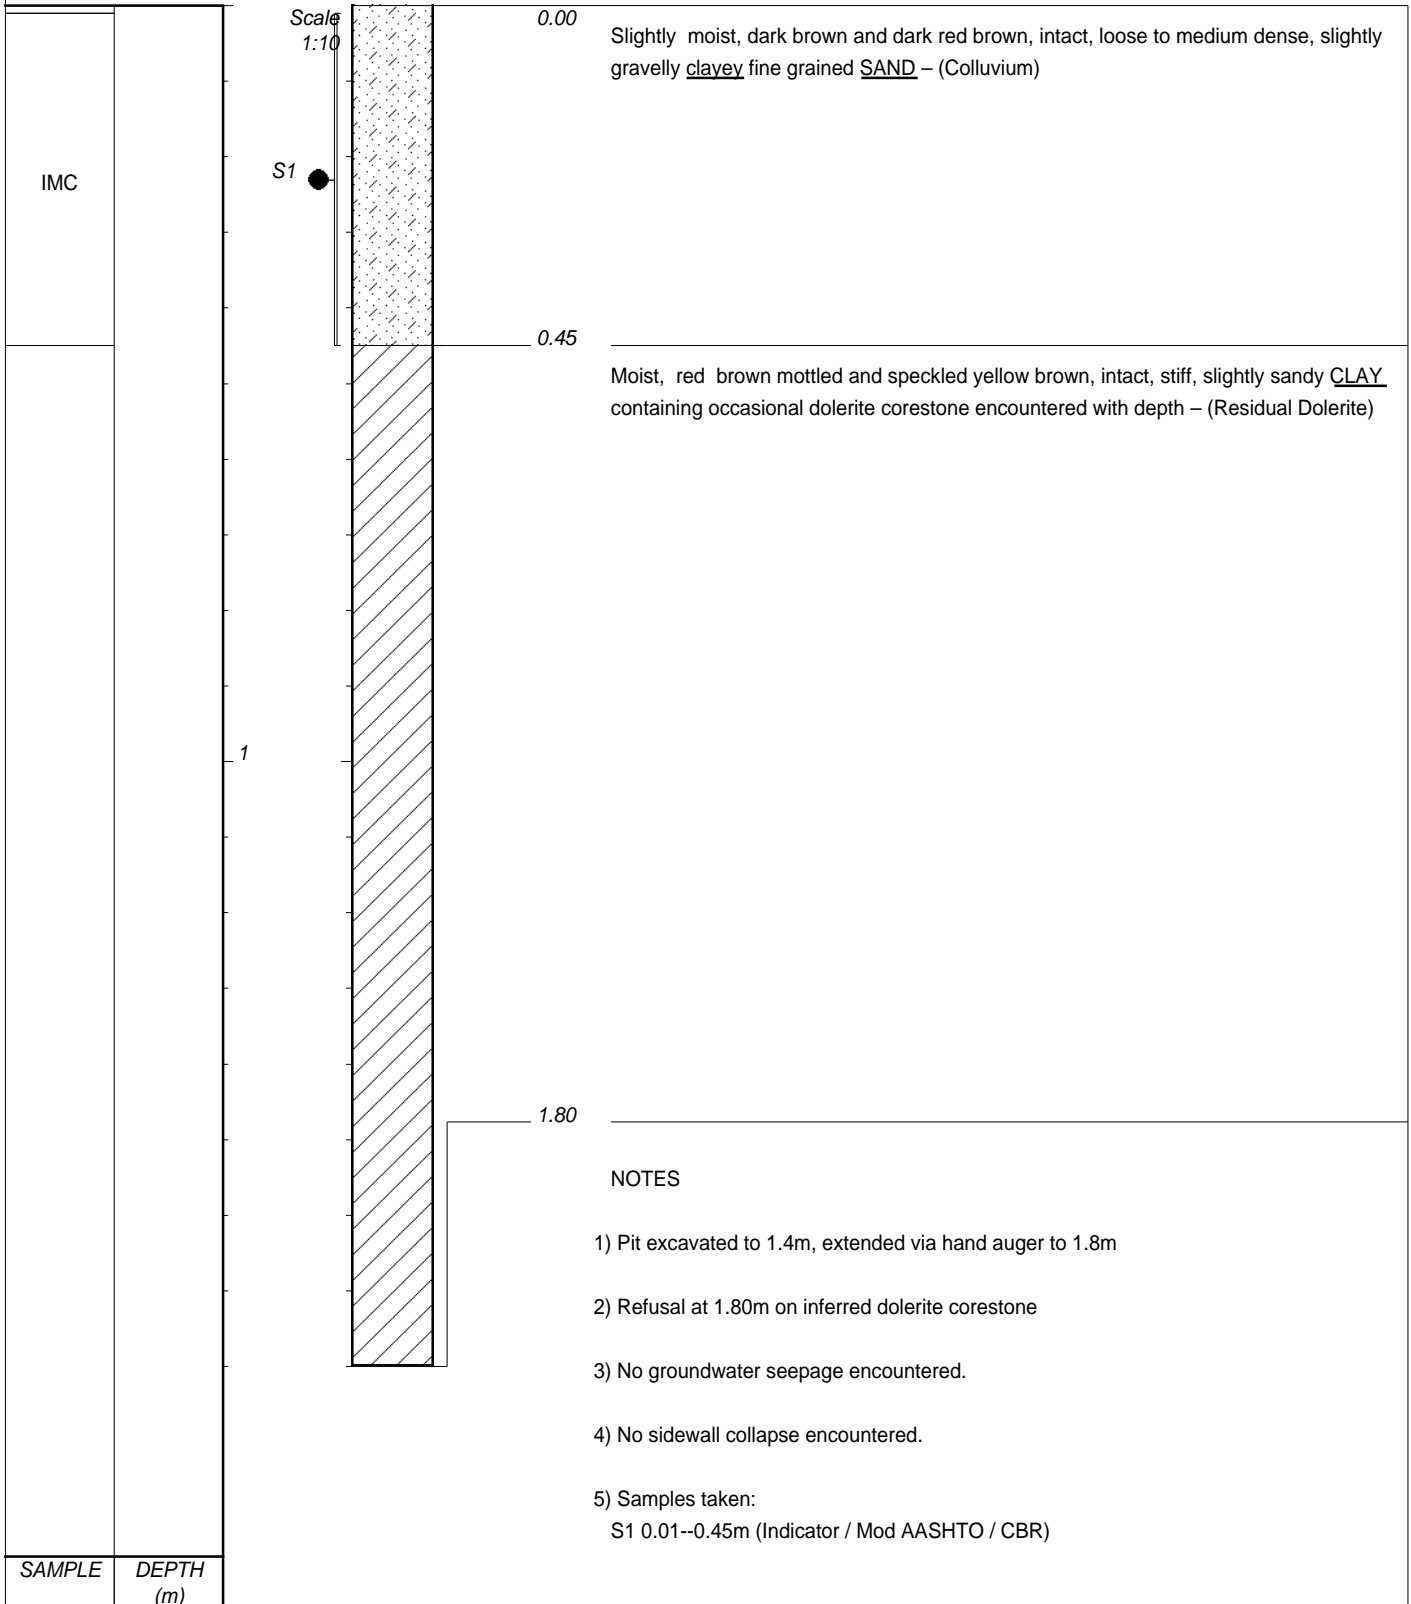 Scale
1:10
0.00
Slightly moist, dark brown and dark red brown, intact, loose to medium dense, slightly
gravelly clayey fine grained SAND – (Colluvium)
IMC
S1
0.45
Moist, red brown mottled and speckled yellow brown, intact, stiff, slightly sandy CLAY
containing occasional dolerite corestone encountered with depth – (Residual Dolerite)
1
1.80
NOTES
1) Pit excavated to 1.4m, extended via hand auger to 1.8m
2) Refusal at 1.80m on inferred dolerite corestone
3) No groundwater seepage encountered.
4) No sidewall collapse encountered.
5) Samples taken:
S1 0.01--0.45m (Indicator / Mod AASHTO / CBR)
SAMPLE
DEPTH
(m)